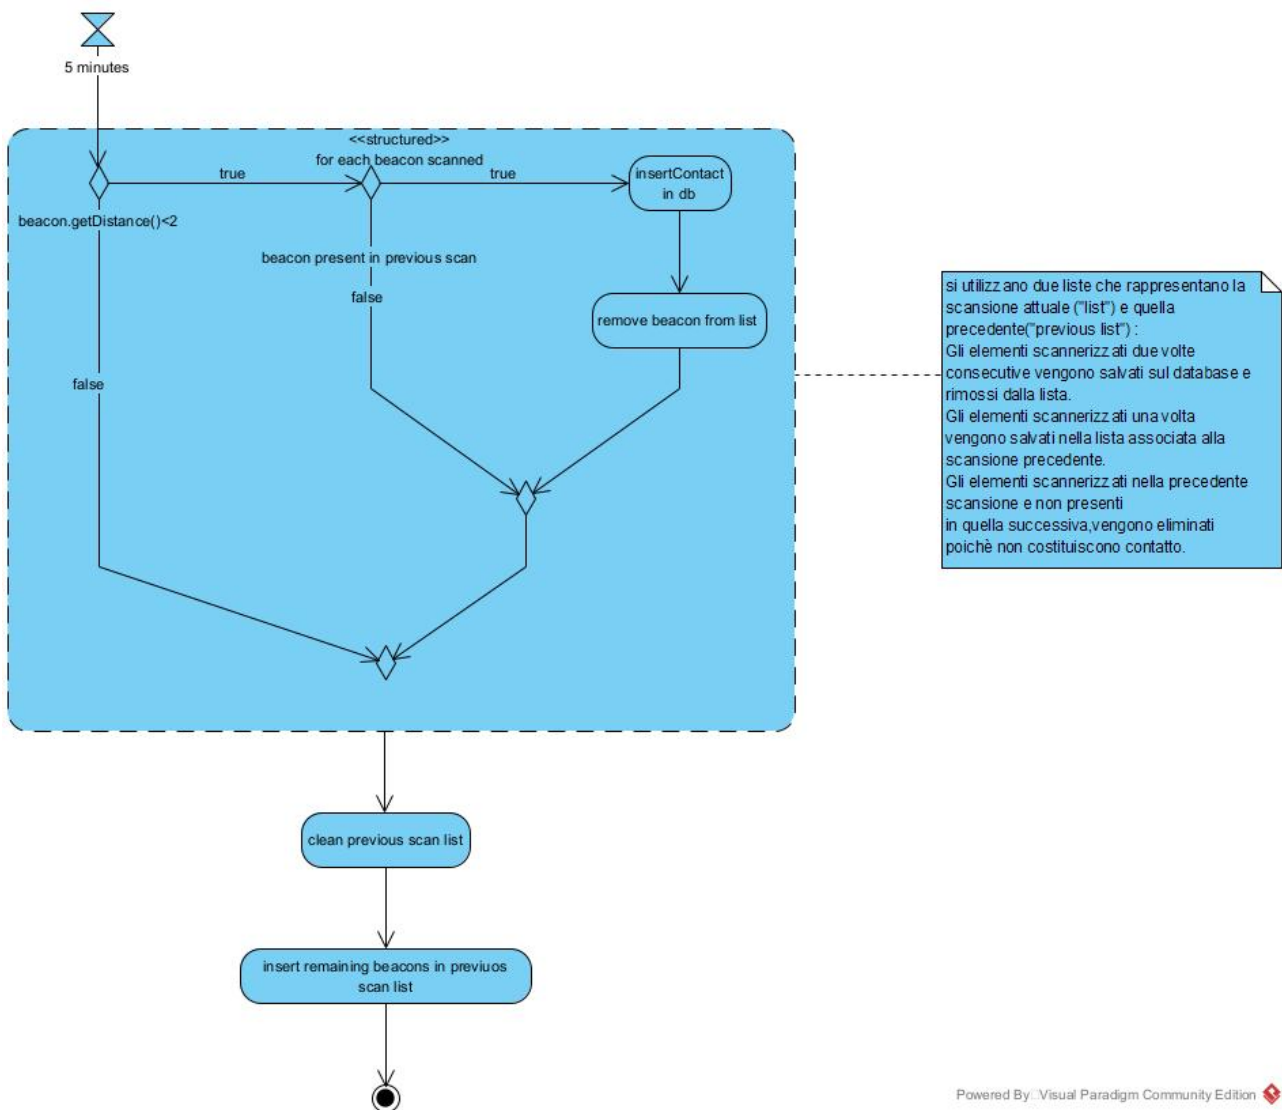 5 minutes
<<structured>>
for each beacon scanned
true
true
insertContact
in db
beacon.getDistance()<2
beacon present in previous scan
false
remove beacon from list
false
si utilizzano due liste che rappresentano la
scansione attuale ("list") e quella
precedente("previous list") :
Gli elementi scannerizzati due volte
consecutive vengono salvati sul database e
rimossi dalla lista.
Gli elementi scannerizzati una volta
vengono salvati nella lista associata alla
scansione precedente.
Gli elementi scannerizzati nella precedente
scansione e non presenti
in quella successiva,vengono eliminati
poichè non costituiscono contatto.
clean previous scan list
insert remaining beacons in previuos
scan list
Powered By Visual Paradigm Community Edition